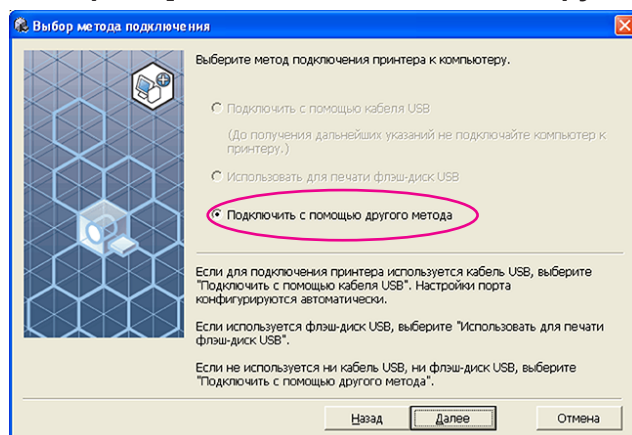 Выбор метода подключения
Выберите метод подключения принтера к компьютеру.
Подключить с помощью кабеля USB
(До получения дальнейших указаний не подключайте компьютер к
принтеру.)
Использовать для печати флэш-диск USB
Подключить с помощью другого метода
Если для подключения принтера используется кабель USB, выберите
"Подключить с помощью кабеля USB". Настройки порта
конфигурируются автоматически.
Если используется флэш-диск USB, выберите "Использовать для печати
флэш-диск USB".
Если не используется ни кабель USB, ни флэш-диск USB, выберите
"Подключить с помощью другого метода".
Назад Далее Отмена